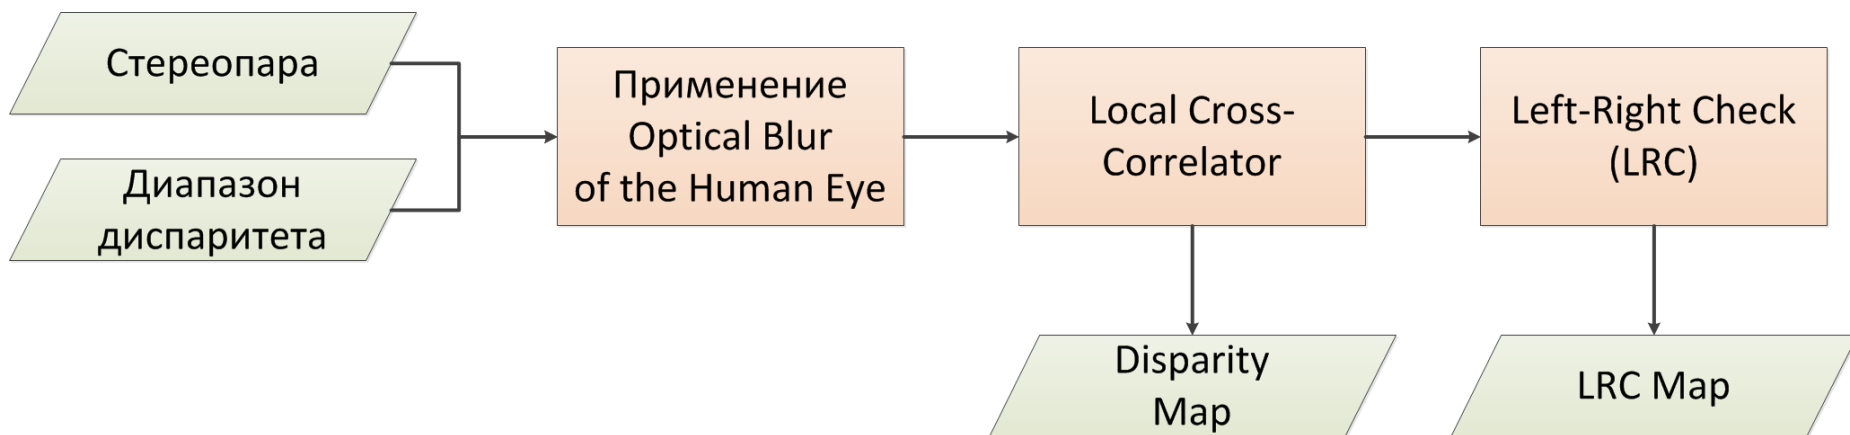 Стереопара
Диапазон
диспаритета
Применение
Optical Blur
of the Human Eye
Local Cross-
Correlator
Left-Right Check
(LRC)
Disparity
Map
LRC Map